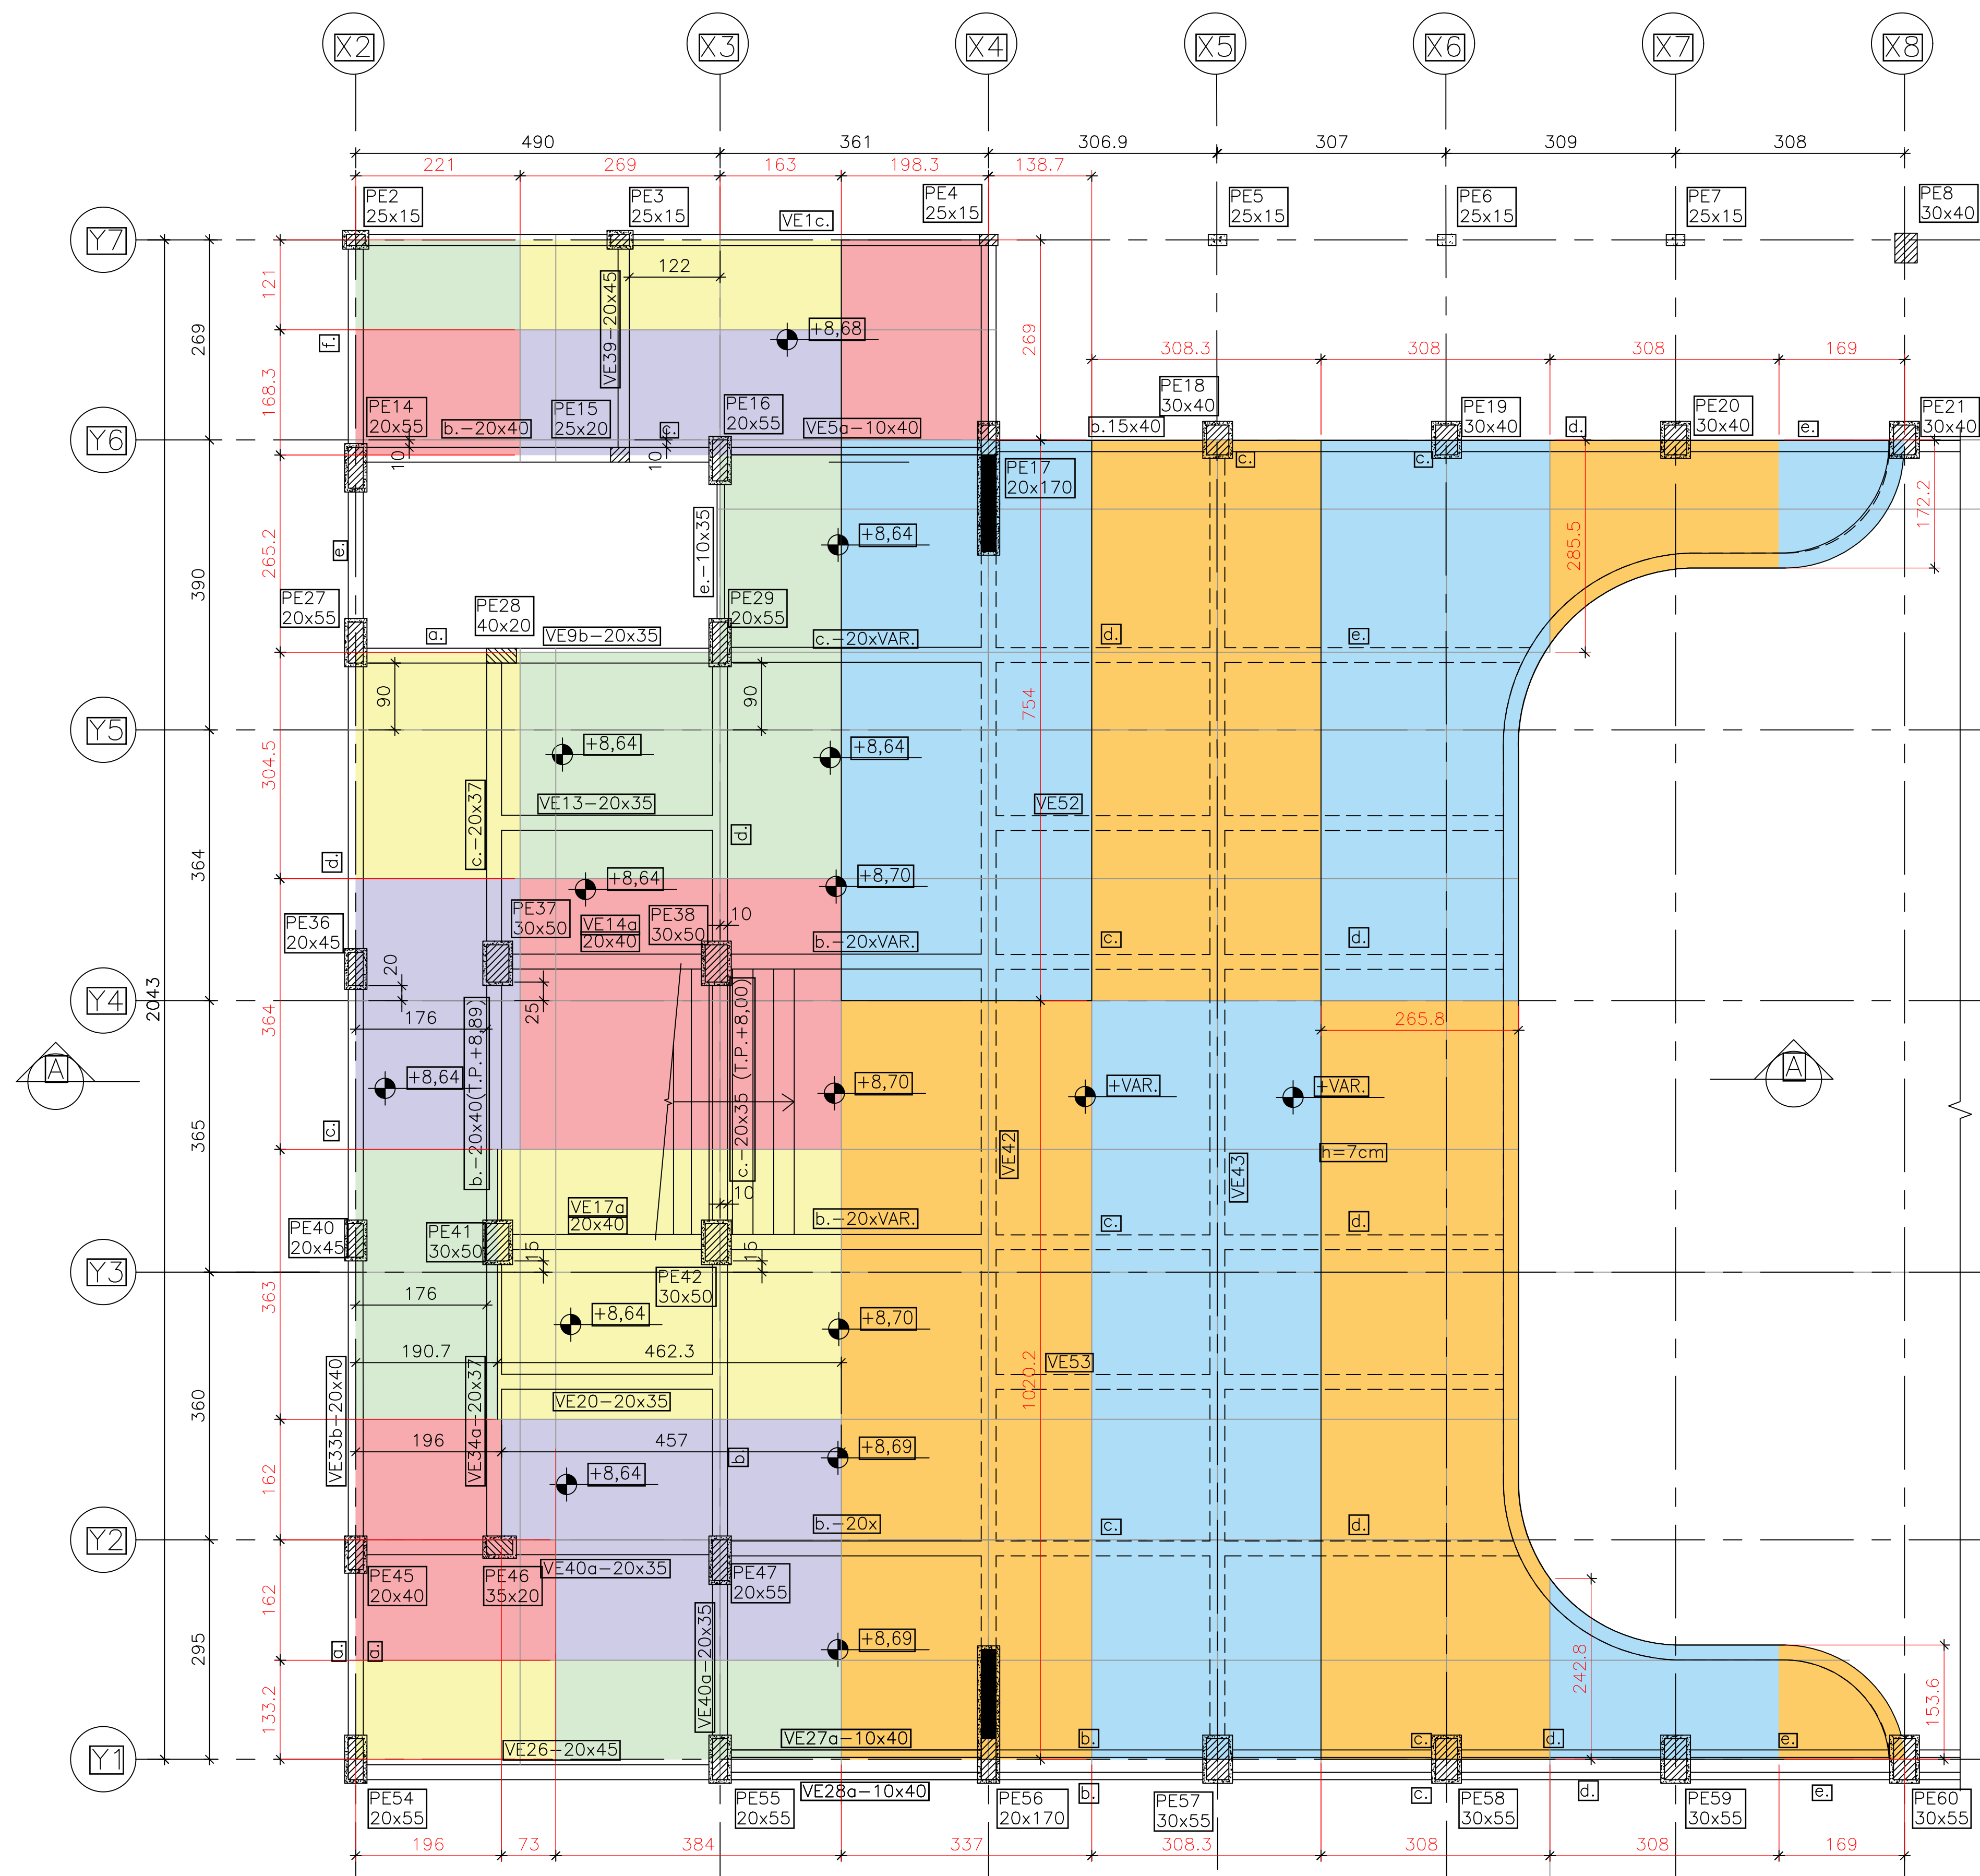 X2
X3
X4
X5
X6
X7
X8
490
361
306.9
307
309
308
221
269
163
198.3
138.7
PE2
25x15
PE3
25x15
VE1c.
PE4
25x15
PE5
25x15
PE6
25x15
PE7
25x15
PE8
30x40
Y7
122
121
269
f.
VE39-20x45
+8,68
269
308.3
308
308
169
168.3
PE14
20x55
b.-20x40
PE15
25x20
c.
PE16
20x55
VE5a-10x40
b.15x40
PE18
30x40
PE19
30x40
d.
PE20
30x40
e.
PE21
30x40
Y6
10
10
PE17
20x170
c.
c.
172.2
265.2
e.
e.-10x35
+8,64
285.5
390
PE27
20x55
a.
PE28
40x20
VE9b-20x35
PE29
20x55
c.-20xVAR.
d.
e.
90
90
754
Y5
304.5
+8,64
+8,64
c.-20x37
VE13-20x35
d.
VE52
364
d.
+8,64
+8,70
PE36
20x45
PE37
30x50
VE14a
20x40
PE38
30x50
10
b.-20xVAR.
c.
d.
20
25
Y4
2043
176
364
b.-20x40(T.P.+8,89)
c.-20x35 (T.P.+8,00)
265.8
A
+8,64
+8,70
+VAR.
+VAR.
A
365
c.
VE42
VE43
h=7cm
10
PE40
20x45
PE41
30x50
VE17a
20x40
b.-20xVAR.
c.
d.
15
15
Y3
PE42
30x50
363
176
+8,64
+8,70
190.7
462.3
VE53
1020.2
360
VE33b-20x40
VE34a-20x37
VE20-20x35
196
457
b.
+8,69
162
+8,64
b.-20x
c.
d.
Y2
PE45
20x40
PE46
35x20
VE40a-20x35
PE47
20x55
162
295
a.
a.
VE40a-20x35
+8,69
242.8
153.6
133.2
VE26-20x45
VE27a-10x40
b.
c.
d.
e.
Y1
PE54
20x55
PE55
20x55
VE28a-10x40
PE56
20x170
b.
PE57
30x55
c.
PE58
30x55
d.
PE59
30x55
e.
PE60
30x55
196
73
384
337
308.3
308
308
169